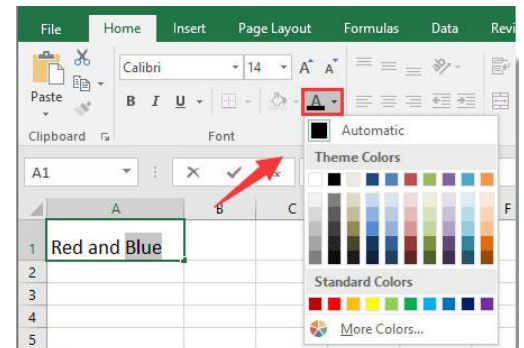 File Home Insert Page Layout Formulas Data Revi
Calibri 14 A A
Paste B I U A
Clipboard Font
Automatic
A1
Theme Colors
A B C F
1 Red and Blue
2
Standard Colors
3
4
More Colors...
5